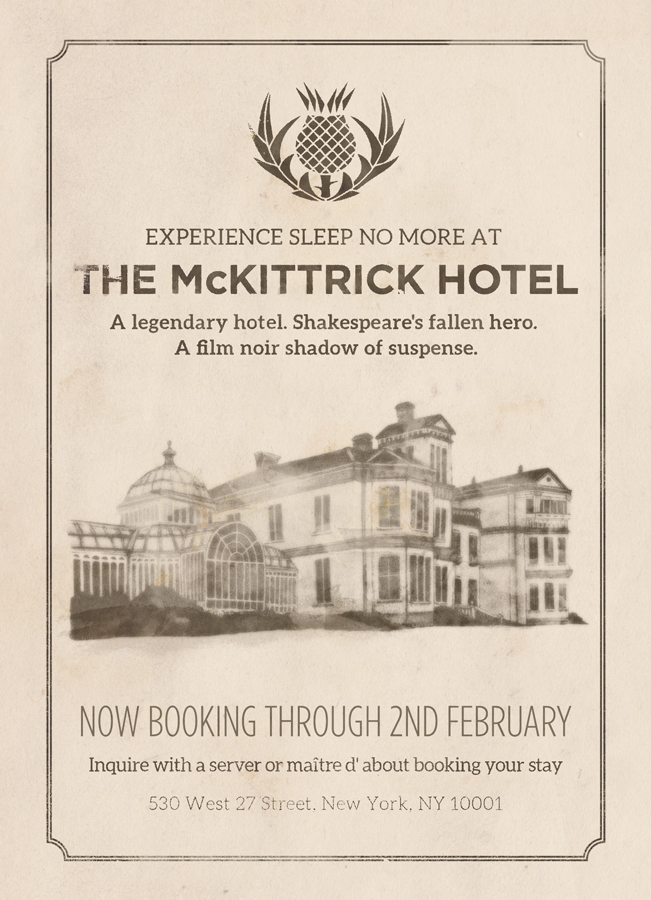 EXPERIENCE SLEEP NO MORE AT
THE McKITTRICK HOTEL
A legendary hotel. Shakespeare's fallen hero.
A film noir shadow of suspense.
NOW BOOKING THROUGH 2ND FEBRUARY
Inquire with a server or maître d' about booking your stay
530 West 27 Street. New York, NY 10001